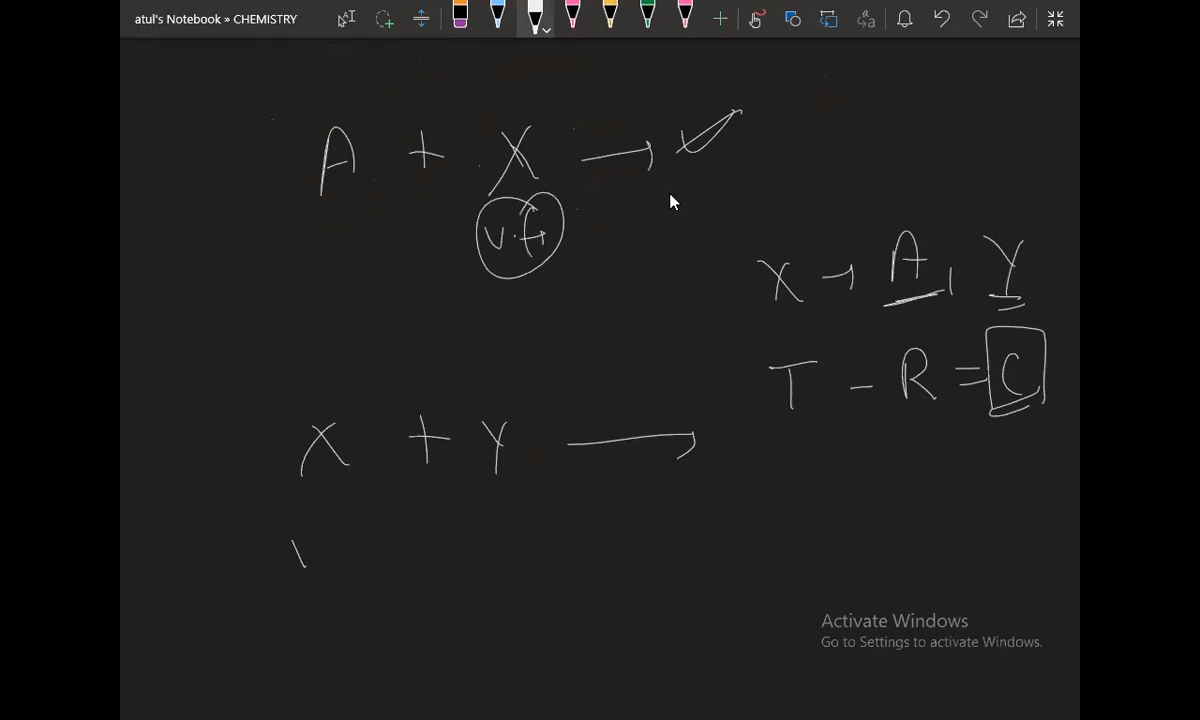 atul's Notebook » CHEMISTRY
A + X → ✓
v.f
X → A, Y
T - R = C
X + Y →
\
Activate Windows
Go to Settings to activate Windows.